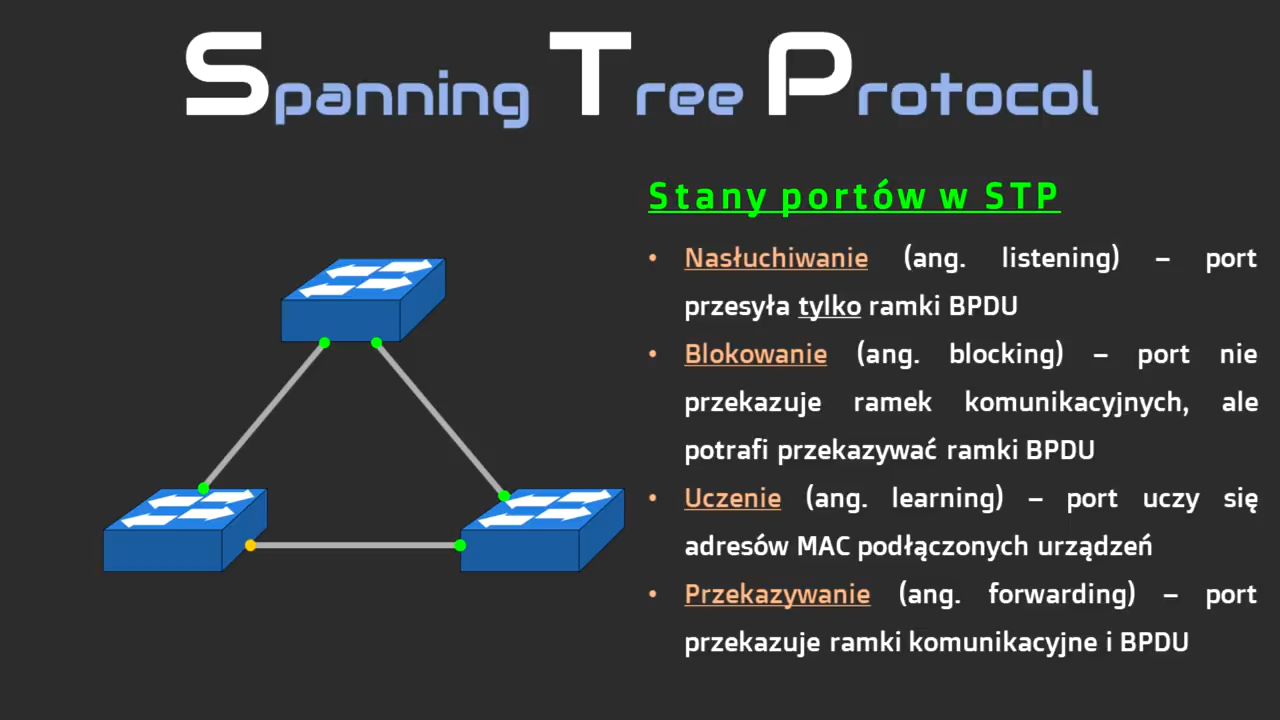 Spanning Tree Protocol
Stany portów w STP
• Nasłuchiwanie (ang. listening) – port
przesyła tylko ramki BPDU
• Blokowanie (ang. blocking) – port nie
przekazuje ramek komunikacyjnych, ale
potrafi przekazywać ramki BPDU
• Uczenie (ang. learning) – port uczy się
adresów MAC podłączonych urządzeń
• Przekazywanie (ang. forwarding) – port
przekazuje ramki komunikacyjne i BPDU